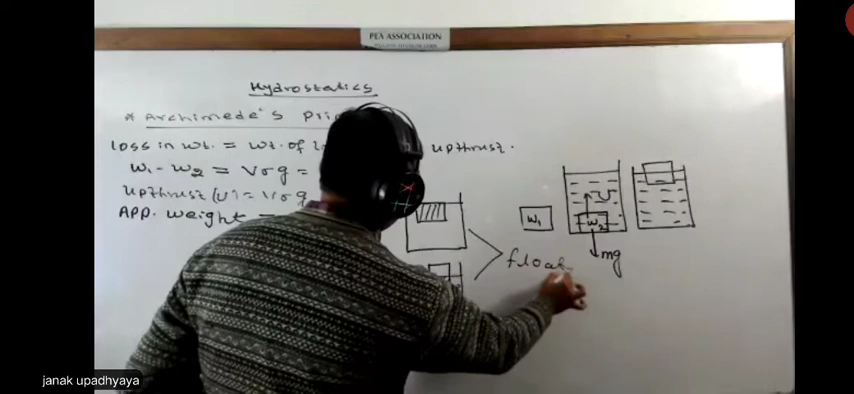 PEA ASSOCIATION
Hydrostatics
* Archimede's Pri
Loss in wt. = wt. of upthrust.
w₁ - w₂ = Vσg =
Upthrust (U) = Vσg
APP. weight =
w₁
U
w₂
mg
float
janak upadhyaya